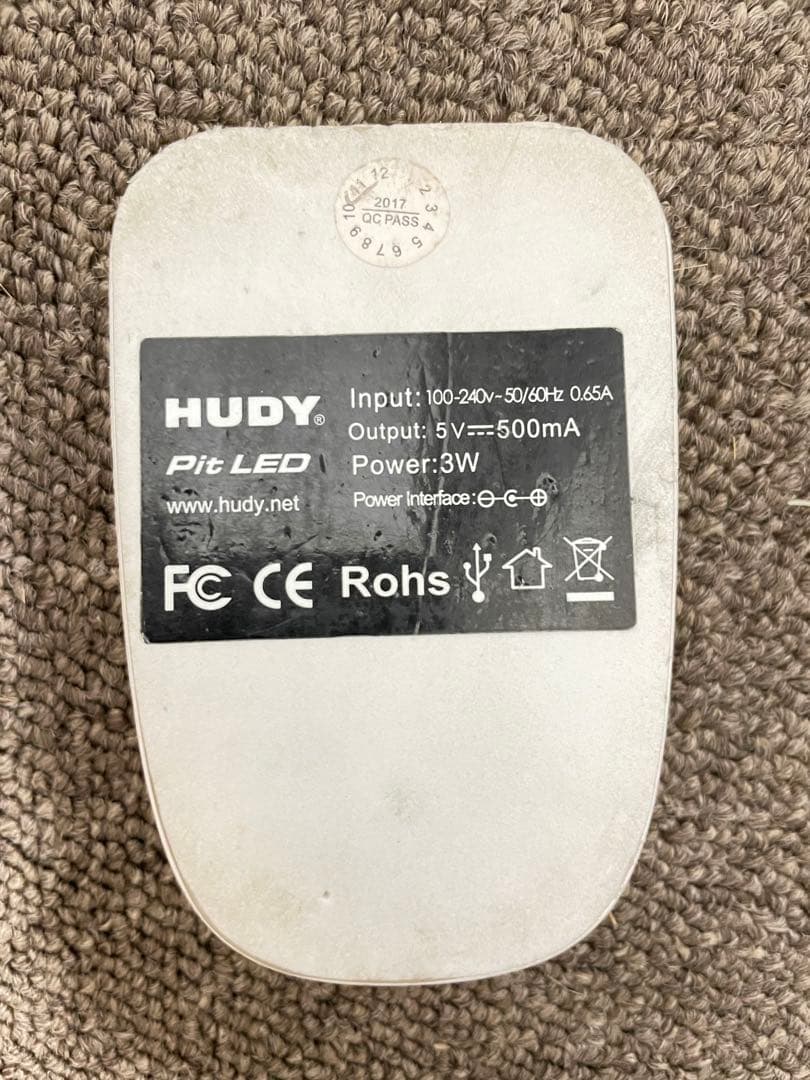 12
2
3
4
5
6
7
8
9
10
11
2017
QC PASS
HUDY®
Pit LED
www.hudy.net
Input: 100-240v~50/60Hz 0.65A
Output: 5V⎓500mA
Power:3W
Power Interface:
FC CE Rohs